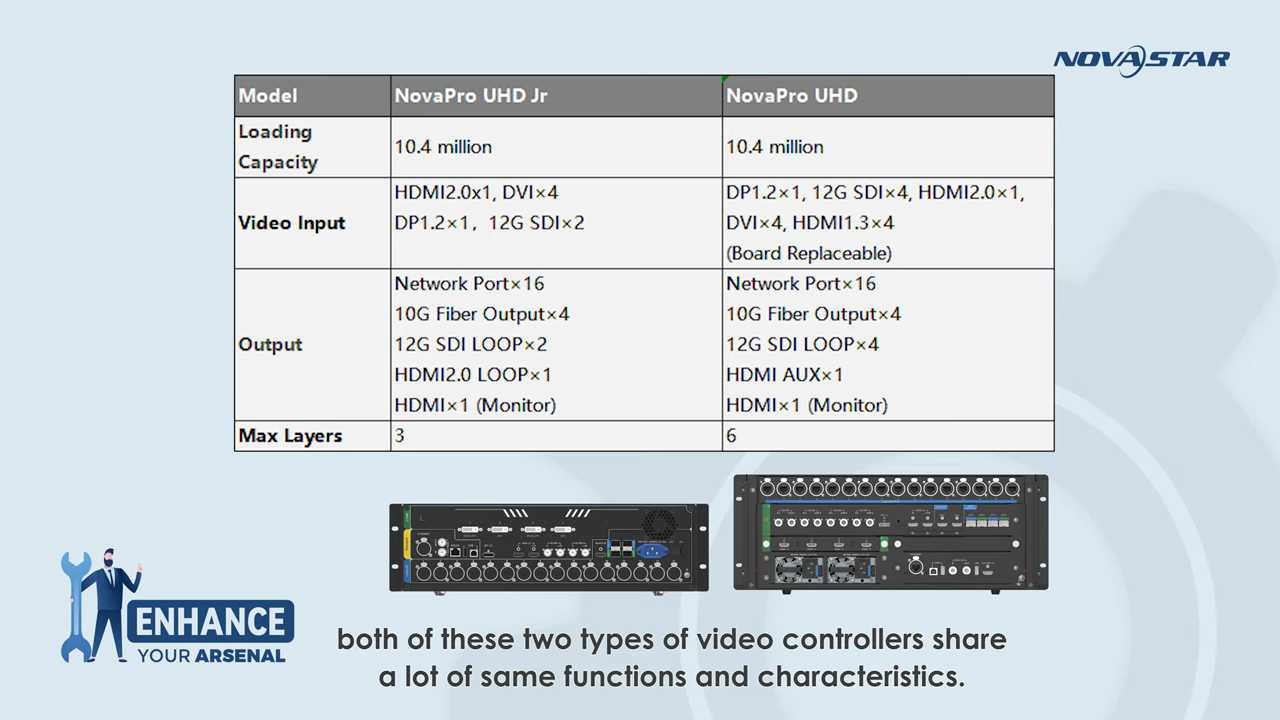 NOVASTAR
Model NovaPro UHD Jr NovaPro UHD
Loading Capacity 10.4 million 10.4 million
Video Input
HDMI2.0x1, DVI×4
DP1.2×1, 12G SDI×2
DP1.2×1, 12G SDI×4, HDMI2.0×1,
DVI×4, HDMI1.3×4
(Board Replaceable)
Output
Network Port×16
10G Fiber Output×4
12G SDI LOOP×2
HDMI2.0 LOOP×1
HDMI×1 (Monitor)
Network Port×16
10G Fiber Output×4
12G SDI LOOP×4
HDMI AUX×1
HDMI×1 (Monitor)
Max Layers 3 6
ENHANCE
YOUR ARSENAL
both of these two types of video controllers share
a lot of same functions and characteristics.